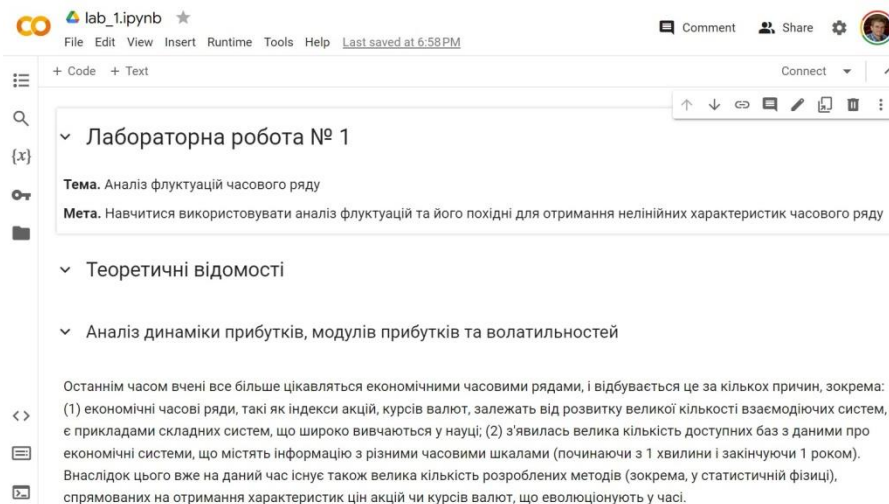 lab_1.ipynb
Comment
Share
File Edit View Insert Runtime Tools Help Last saved at 6:58 PM
+ Code + Text
Connect
Лабораторна робота № 1
{x}
Тема. Аналіз флуктуацій часового ряду
Мета. Навчитися використовувати аналіз флуктуацій та його похідні для отримання нелінійних характеристик часового ряду
Теоретичні відомості
Аналіз динаміки прибутків, модулів прибутків та волатильностей
Останнім часом вчені все більше цікавляться економічними часовими рядами, і відбувається це за кількох причин, зокрема:
(1) економічні часові ряди, такі як індекси акцій, курсів валют, залежать від розвитку великої кількості взаємодіючих систем,
є прикладами складних систем, що широко вивчаються у науці; (2) з'явилась велика кількість доступних баз з даними про
економічні системи, що містять інформацію з різними часовими шкалами (починаючи з 1 хвилини і закінчуючи 1 роком).
Внаслідок цього вже на даний час існує також велика кількість розроблених методів (зокрема, у статистичній фізиці),
спрямованих на отримання характеристик цін акцій чи курсів валют, що еволюціонують у часі.